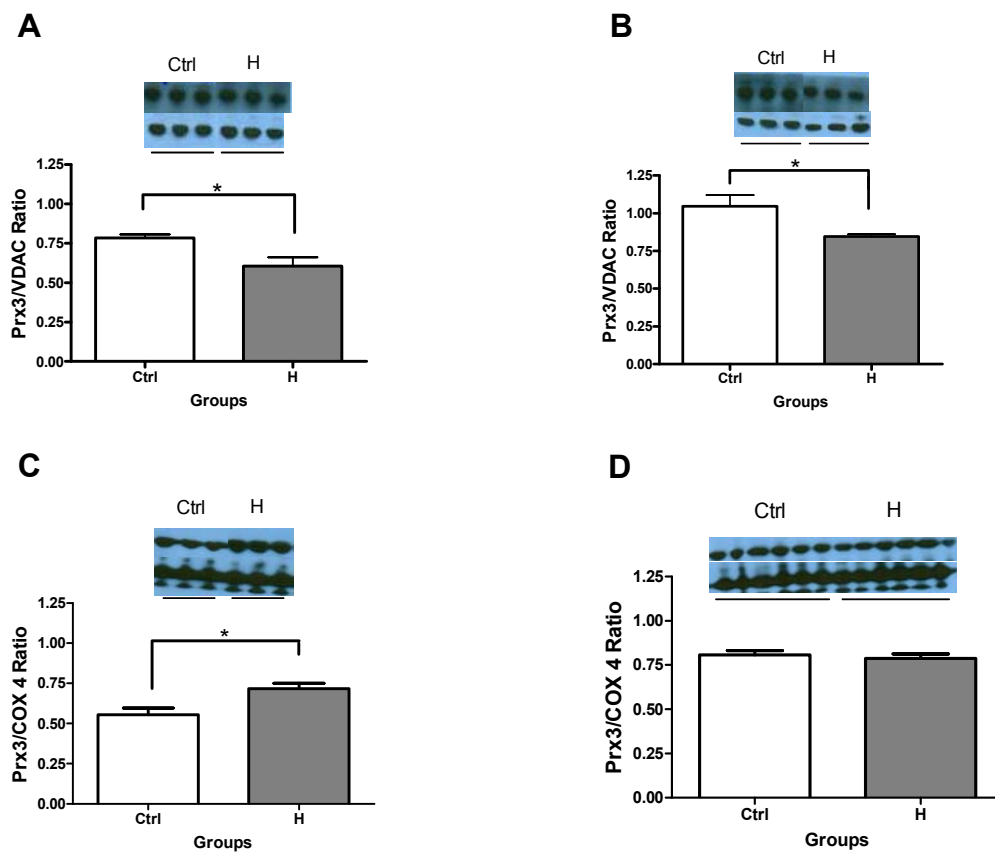 A
Ctrl H
*
Prx3/VDAC Ratio
1.25
1.00
0.75
0.50
0.25
0.00
Ctrl H
Groups
B
Ctrl H
*
Prx3/VDAC Ratio
1.25
1.00
0.75
0.50
0.25
0.00
Ctrl H
Groups
C
Ctrl H
*
Prx3/COX 4 Ratio
1.25
1.00
0.75
0.50
0.25
0.00
Ctrl H
Groups
D
Ctrl H
Prx3/COX 4 Ratio
1.25
1.00
0.75
0.50
0.25
0.00
Ctrl H
Groups